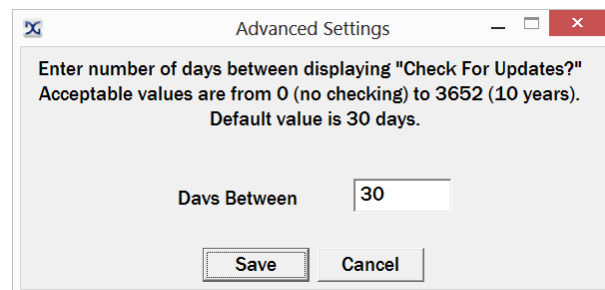 Advanced Settings
Enter number of days between displaying "Check For Updates?"
Acceptable values are from 0 (no checking) to 3652 (10 years).
Default value is 30 days.
Days Between 30
Save Cancel